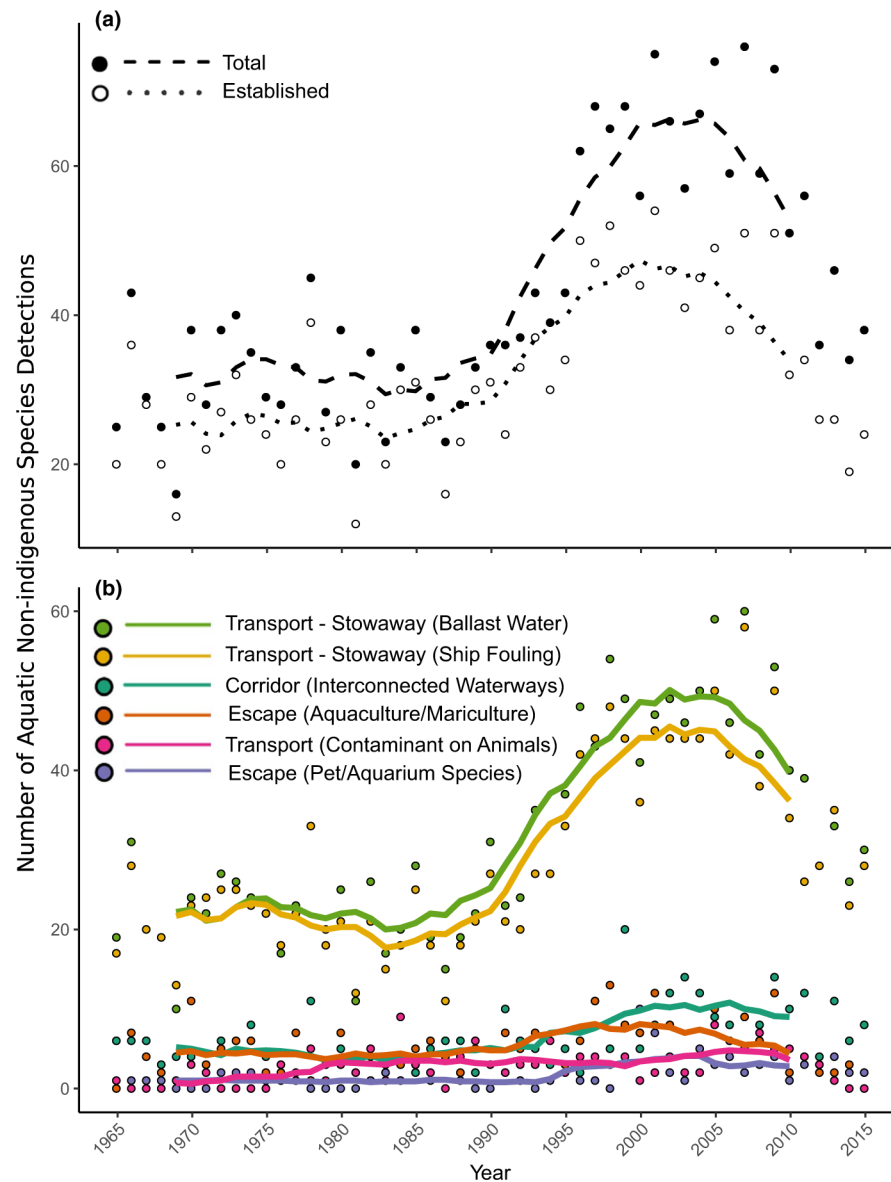 Number of Aquatic Non-indigenous Species Detections
(a)
Total
Established
60
40
20
(b)
Transport - Stowaway (Ballast Water)
Transport - Stowaway (Ship Fouling)
Corridor (Interconnected Waterways)
Escape (Aquaculture/Mariculture)
Transport (Contaminant on Animals)
Escape (Pet/Aquarium Species)
60
40
20
0
1965 1970 1975 1980 1985 1990 1995 2000 2005 2010 2015
Year